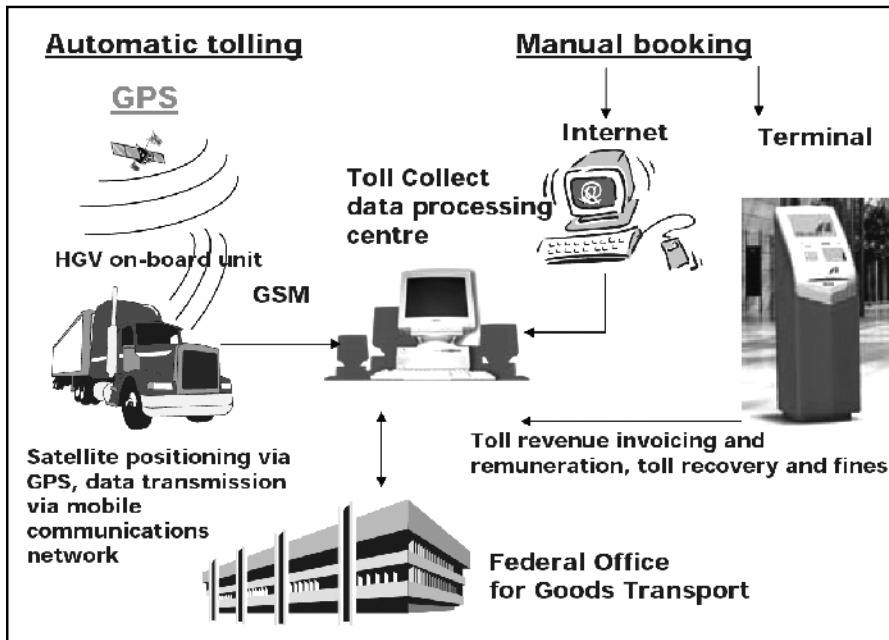 Automatic tolling
Manual booking
GPS
Internet
Terminal
Toll Collect
data processing
centre
@
HGV on-board unit
GSM
Toll revenue invoicing and
remuneration, toll recovery and fines
Satellite positioning via
GPS, data transmission
via mobile
communications
network
Federal Office
for Goods Transport